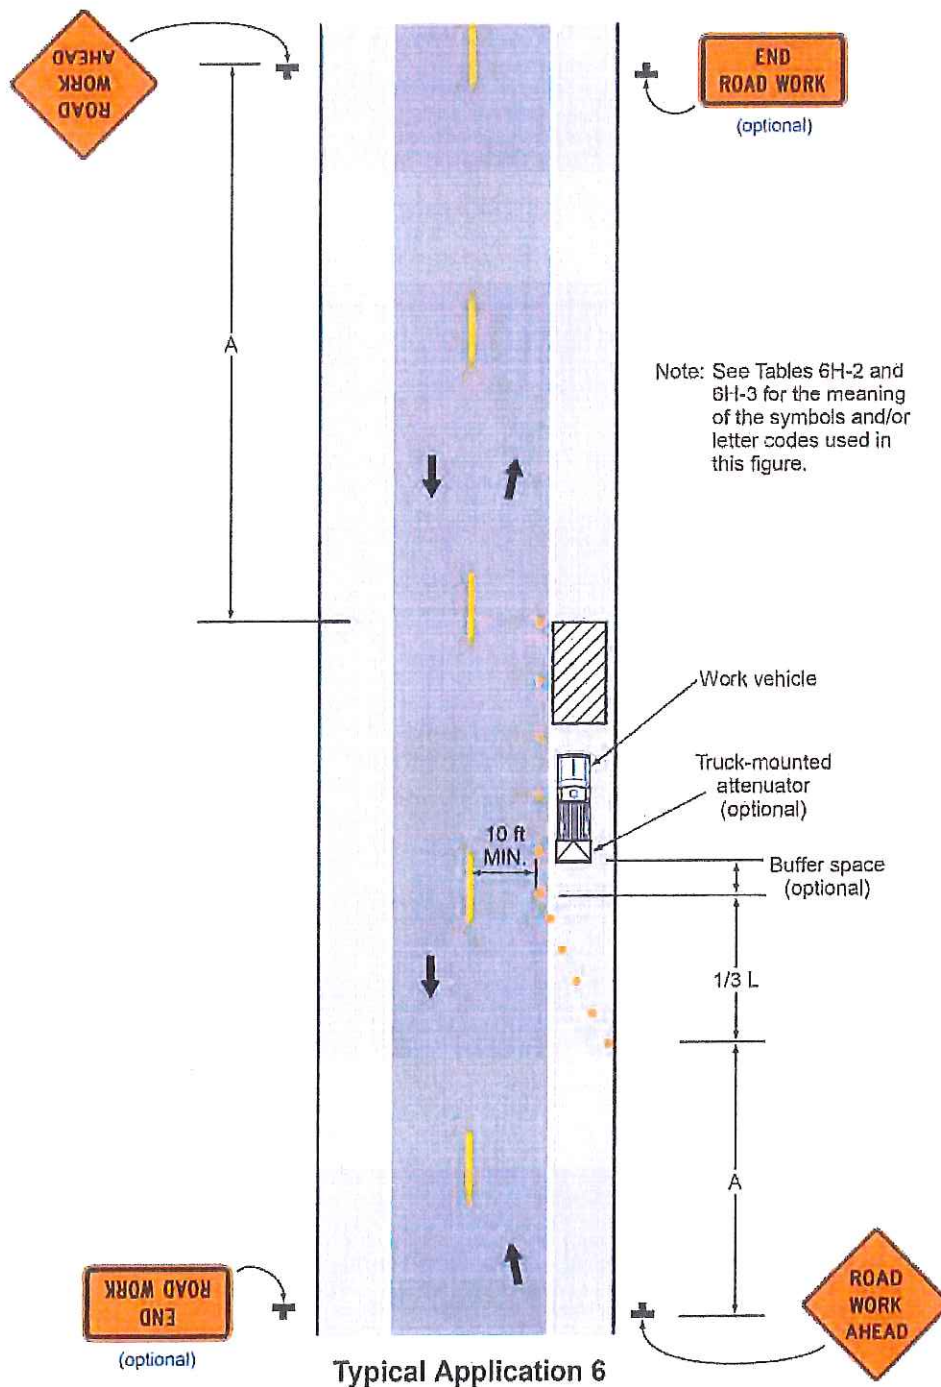 ROAD
WORK
AHEAD
END
ROAD WORK
(optional)
A
Note: See Tables 6H-2 and
6H-3 for the meaning
of the symbols and/or
letter codes used in
this figure.
Work vehicle
Truck-mounted
attenuator
(optional)
10 ft
MIN.
Buffer space
(optional)
1/3 L
A
END
ROAD WORK
(optional)
ROAD
WORK
AHEAD
Typical Application 6